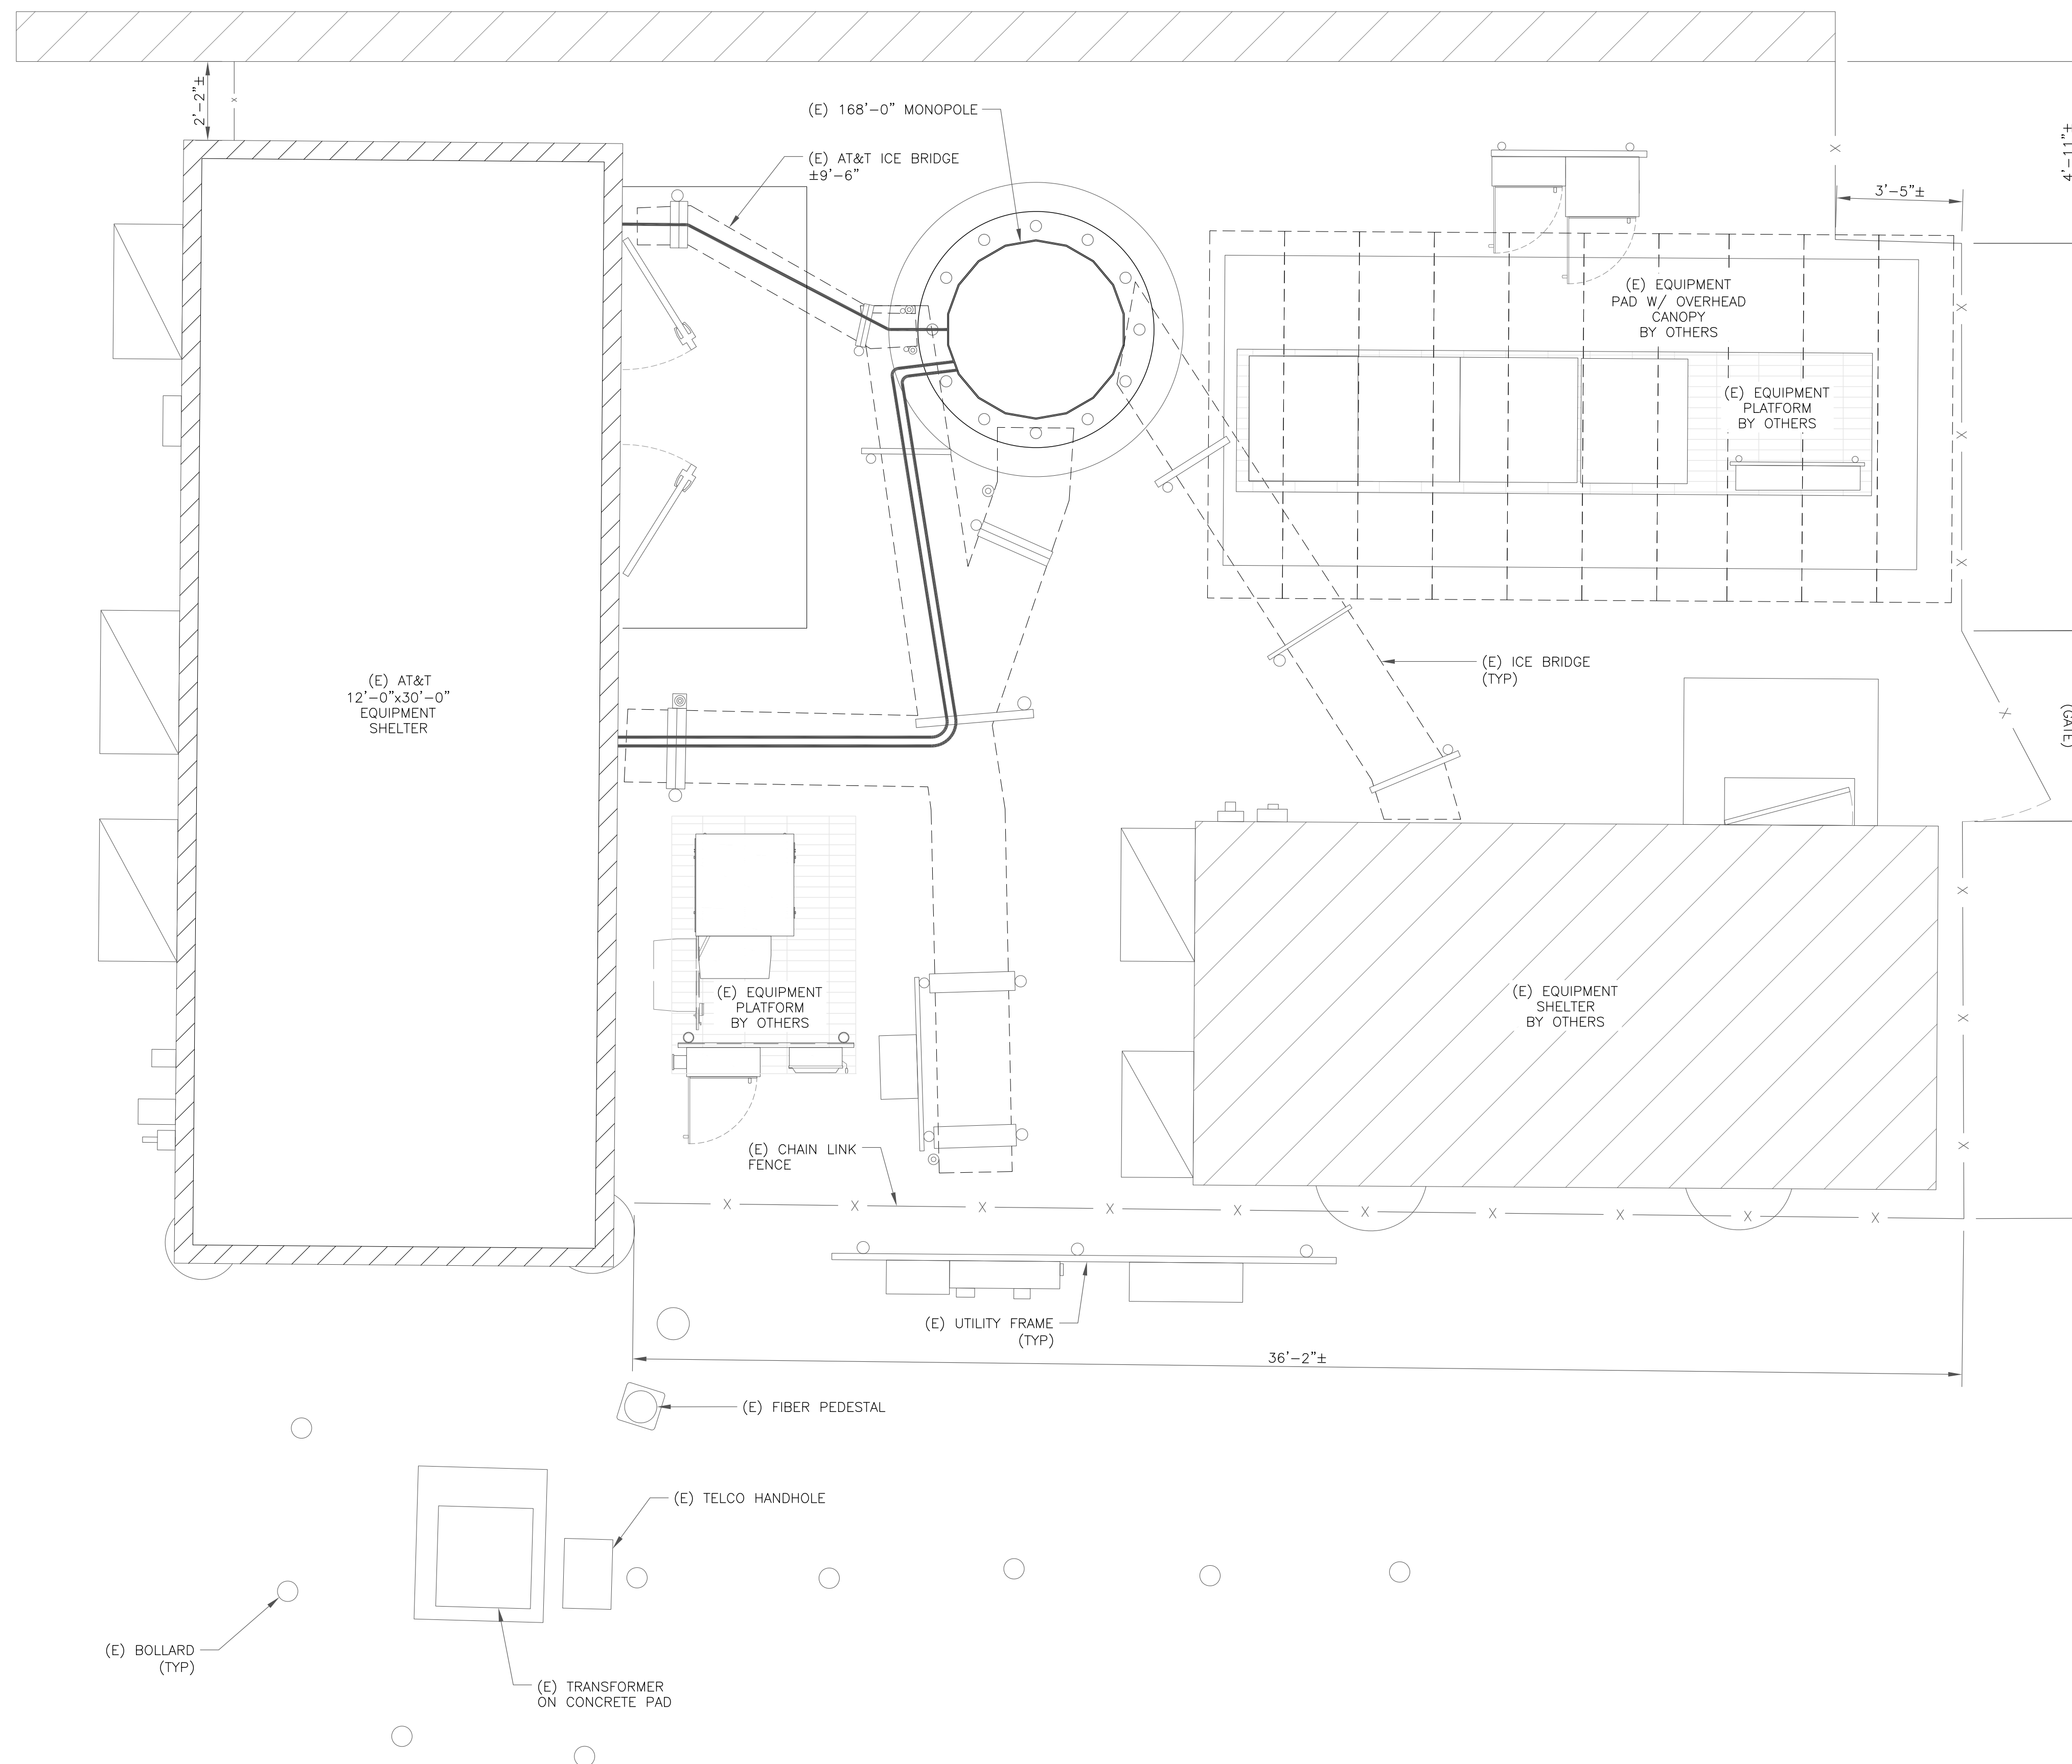 2'-2"±
(E) 168'-0" MONOPOLE
(E) AT&T ICE BRIDGE
±9'-6"
4'-11"±
3'-5"±
(E) EQUIPMENT
PAD W/ OVERHEAD
CANOPY
BY OTHERS
(E) EQUIPMENT
PLATFORM
BY OTHERS
(E) ICE BRIDGE
(TYP)
(E) AT&T
12'-0"x30'-0"
EQUIPMENT
SHELTER
(GATE)
(E) EQUIPMENT
PLATFORM
BY OTHERS
(E) EQUIPMENT
SHELTER
BY OTHERS
(E) CHAIN LINK
FENCE
(E) UTILITY FRAME
(TYP)
36'-2"±
(E) FIBER PEDESTAL
(E) TELCO HANDHOLE
(E) BOLLARD
(TYP)
(E) TRANSFORMER
ON CONCRETE PAD